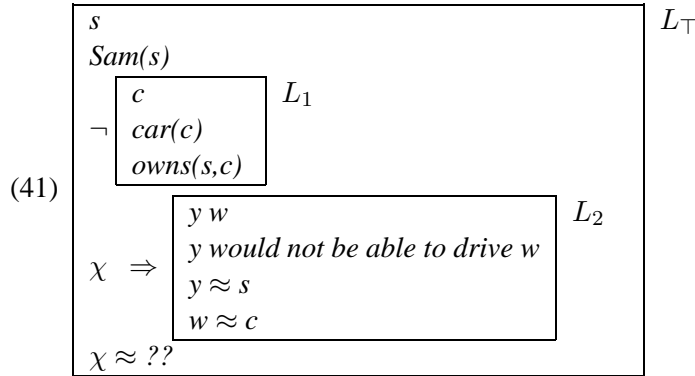 s L⊤
Sam(s)
c L₁
¬ car(c)
owns(s,c)
(41)
y w L₂
y would not be able to drive w
χ ⇒
y ≈ s
w ≈ c
χ ≈ ??